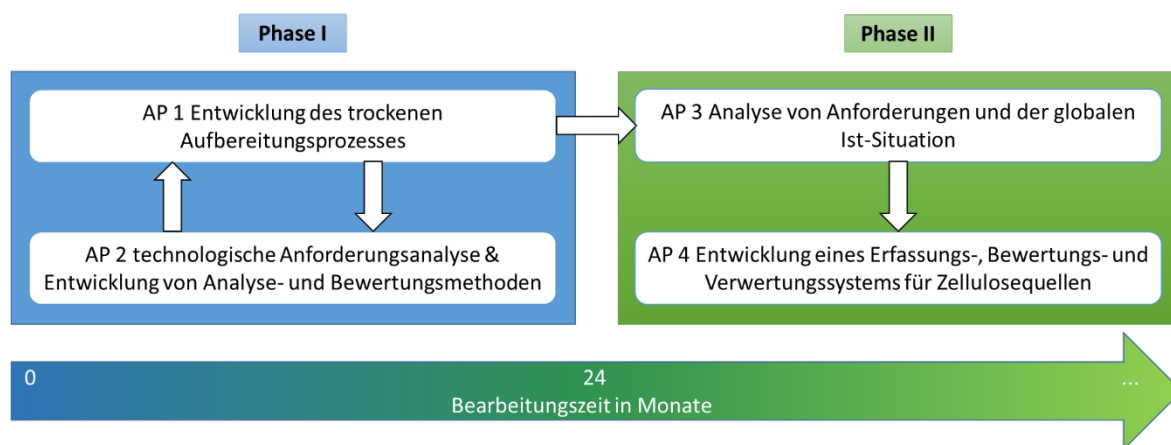 Phase I
Phase II
AP 1 Entwicklung des trockenen
Aufbereitungsprozesses
AP 2 technologische Anforderungsanalyse &
Entwicklung von Analyse- und Bewertungsmethoden
AP 3 Analyse von Anforderungen und der globalen
Ist-Situation
AP 4 Entwicklung eines Erfassungs-, Bewertungs- und
Verwertungssystems für Zellulosequellen
0
24
...
Bearbeitungszeit in Monate